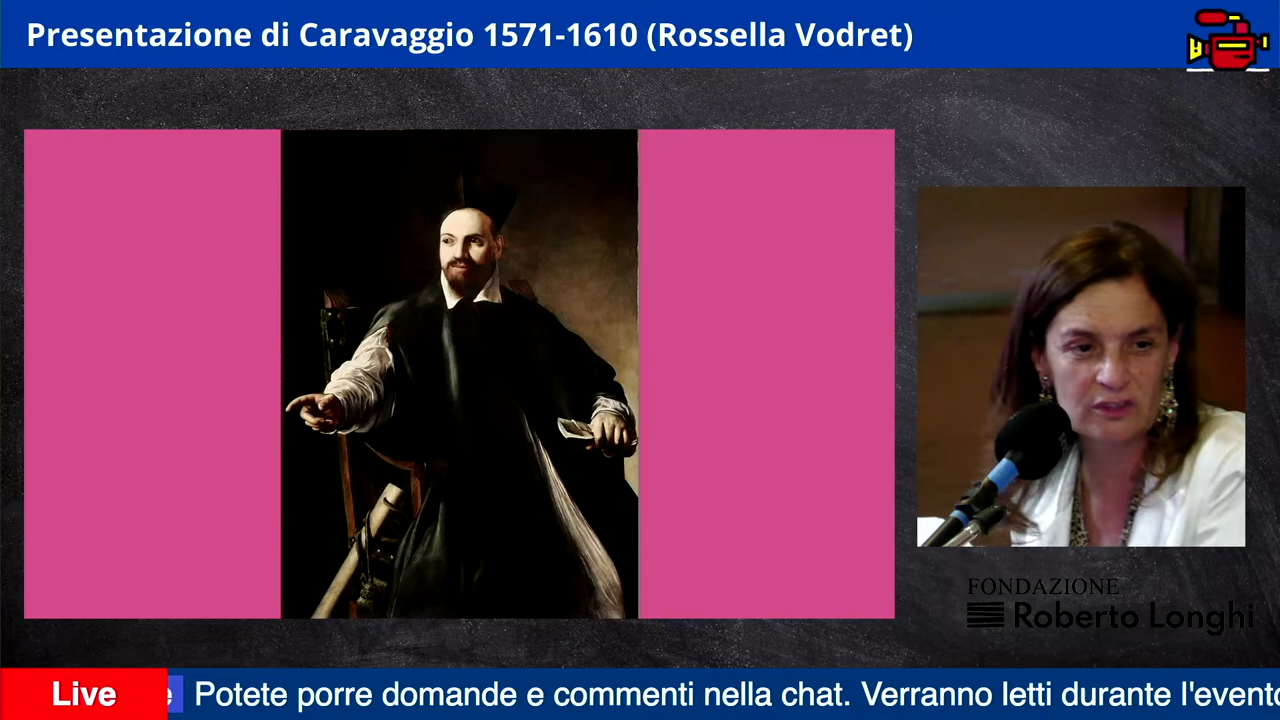 Presentazione di Caravaggio 1571-1610 (Rossella Vodret)
FONDAZIONE
Roberto Longhi
Live
e Potete porre domande e commenti nella chat. Verranno letti durante l'evento